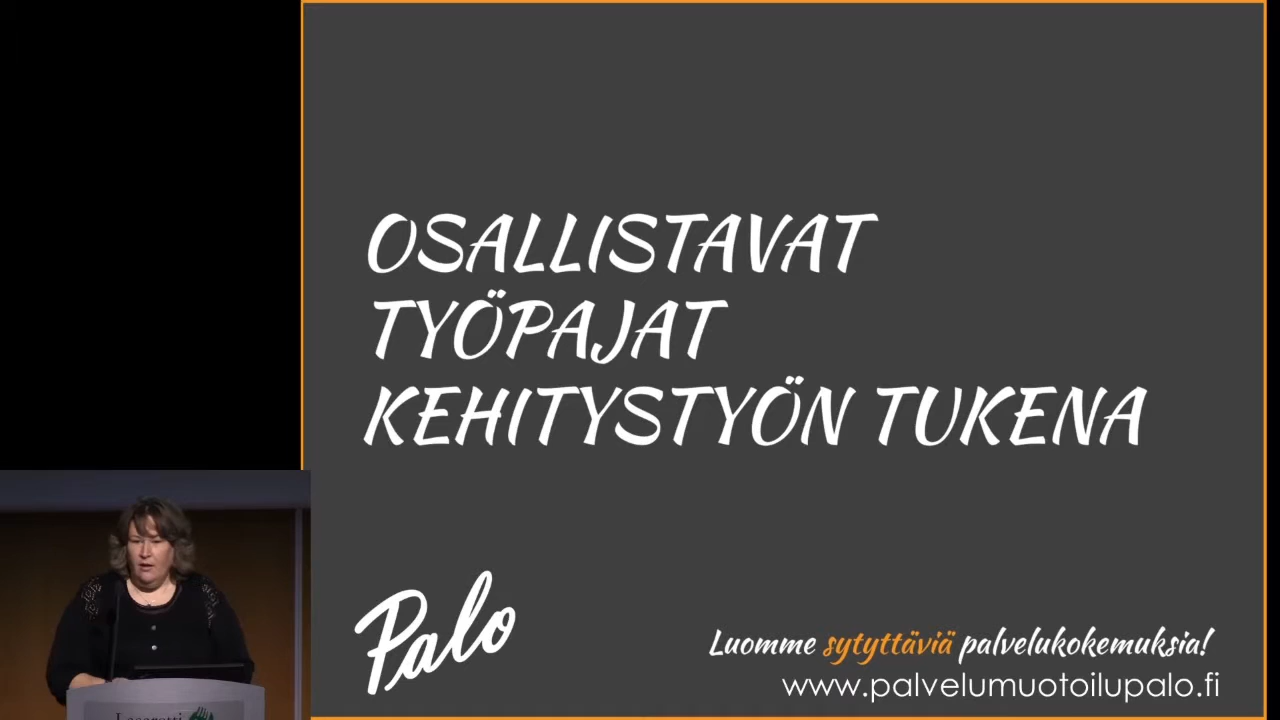 OSALLISTAVAT
TYÖPAJAT
KEHITYSTYÖN TUKENA
Palo
Luomme sytyttäviä palvelukokemuksia!
www.palvelumuotoilupalo.fi